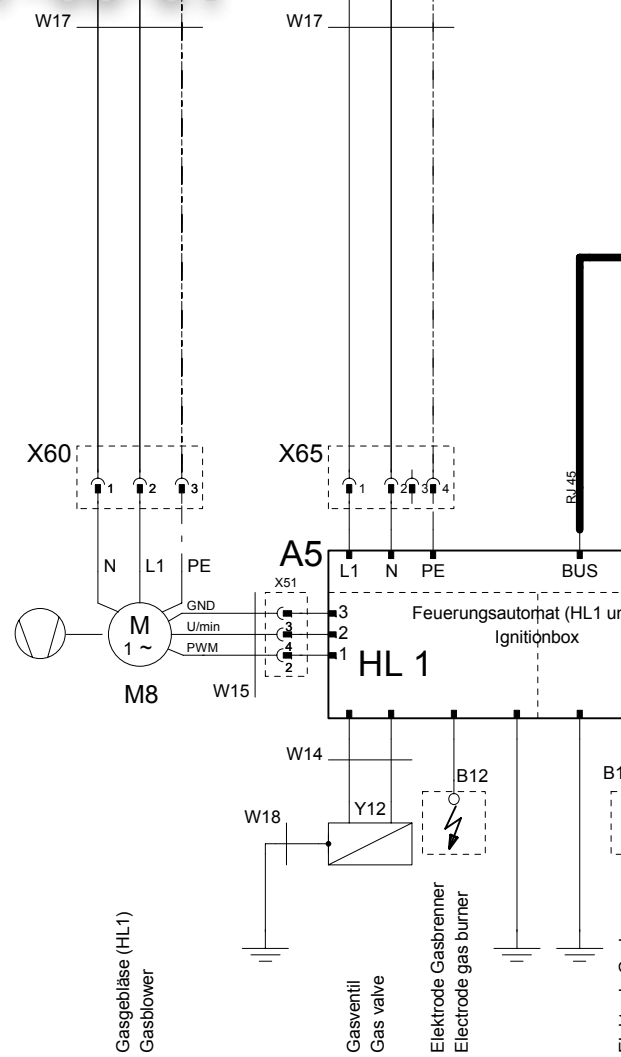 W17
W17
X60
X65
1
2
3
1
2
3
4
RJ 45
A5
N
L1
PE
L1
N
PE
BUS
X51
GND
3
3
Feuerungsautomat (HL1 un
M
1 ~
U/min
2
4
Ignitionbox
PWM
1
2
HL 1
M8
W15
W14
B12
B1
W18
Y12
Gasgebläse (HL1)
Gasblower
Gasventil
Gas valve
Elektrode Gasbrenner
Electrode gas burner